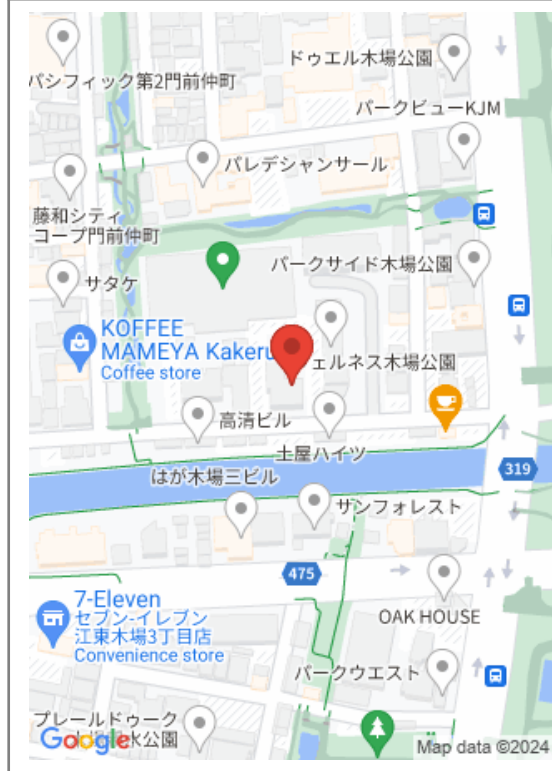 ドゥエル木場公園
パシフィック第2門前仲町
パークビューKJM
パレデシャンサール
藤和シティ
コープ門前仲町
パークサイド木場公園
サタケ
KOFFEE
MAMEYA Kakeru
Coffee store
ェルネス木場公園
高清ビル
土屋ハイツ
はが木場三ビル
319
サンフォレスト
475
7-Eleven
セブン-イレブン
江東木場3丁目店
Convenience store
OAK HOUSE
パークウエスト
プレールドゥーク
水公園
Google
Map data ©2024